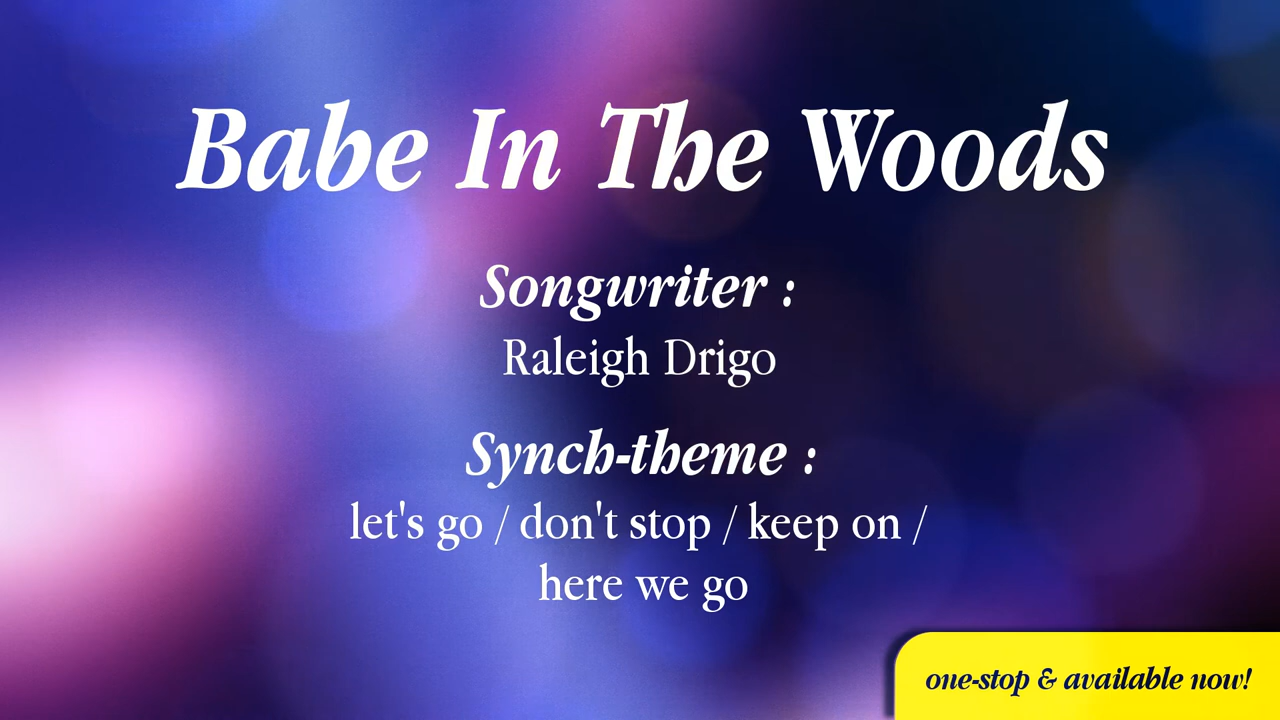 Babe In The Woods
Songwriter :
Raleigh Drigo
Synch-theme :
let's go / don't stop / keep on /
here we go
one-stop & available now!